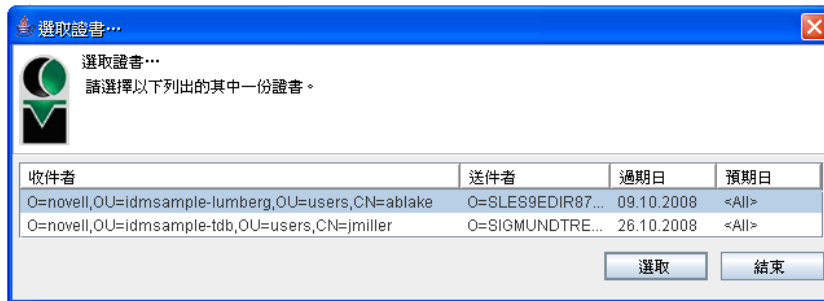 選取證書…
選取證書…
請選擇以下列出的其中一份證書。
收件者 送件者 過期日 預期日
O=novell,OU=idmsample-lumberg,OU=users,CN=ablake O=SLES9EDIR87... 09.10.2008 <All>
O=novell,OU=idmsample-tdb,OU=users,CN=jmiller O=SIGMUNDTRE... 26.10.2008 <All>
選取 結束